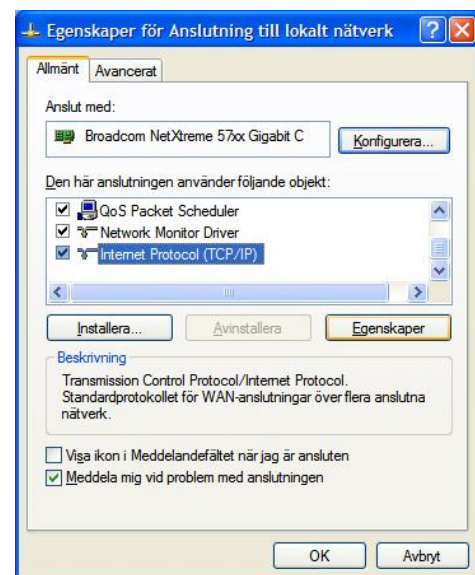 Egenskaper för Anslutning till lokalt nätverk
Allmänt Avancerat
Anslut med:
Broadcom NetXtreme 57xx Gigabit C
Konfigurera...
Den här anslutningen använder följande objekt:
QoS Packet Scheduler
Network Monitor Driver
Internet Protocol (TCP/IP)
Installera... Avinstallera Egenskaper
Beskrivning
Transmission Control Protocol/Internet Protocol.
Standardprotokollet för WAN-anslutningar över flera anslutna
nätverk.
Visa ikon i Meddelandefältet när jag är ansluten
Meddela mig vid problem med anslutningen
OK Avbryt